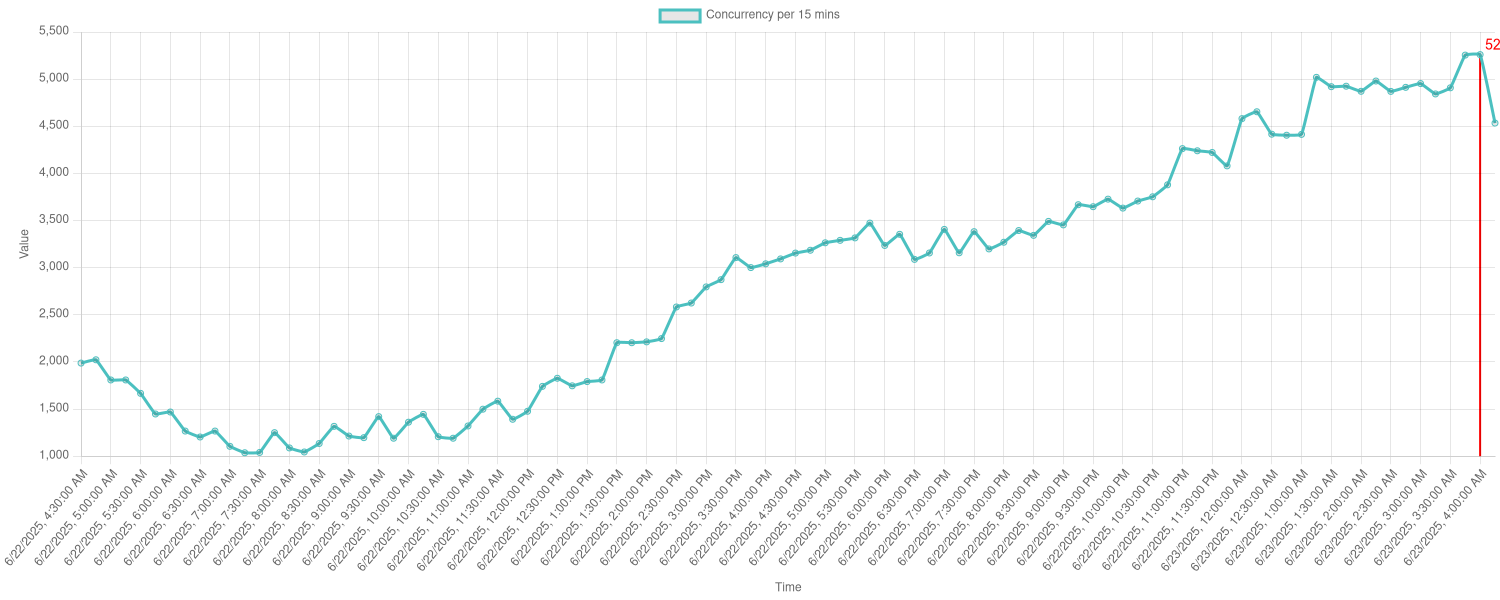 Concurrency per 15 mins
5,500
52
5,000
4,500
4,000
3,500
3,000
2,500
2,000
1,500
1,000
Value
6/22/2025, 4:30:00 AM
6/22/2025, 5:00:00 AM
6/22/2025, 5:30:00 AM
6/22/2025, 6:00:00 AM
6/22/2025, 6:30:00 AM
6/22/2025, 7:00:00 AM
6/22/2025, 7:30:00 AM
6/22/2025, 8:00:00 AM
6/22/2025, 8:30:00 AM
6/22/2025, 9:00:00 AM
6/22/2025, 9:30:00 AM
6/22/2025, 10:00:00 AM
6/22/2025, 10:30:00 AM
6/22/2025, 11:00:00 AM
6/22/2025, 11:30:00 AM
6/22/2025, 12:00:00 PM
6/22/2025, 12:30:00 PM
6/22/2025, 1:00:00 PM
6/22/2025, 1:30:00 PM
6/22/2025, 2:00:00 PM
6/22/2025, 2:30:00 PM
6/22/2025, 3:00:00 PM
6/22/2025, 3:30:00 PM
6/22/2025, 4:00:00 PM
6/22/2025, 4:30:00 PM
6/22/2025, 5:00:00 PM
6/22/2025, 5:30:00 PM
6/22/2025, 6:00:00 PM
6/22/2025, 6:30:00 PM
6/22/2025, 7:00:00 PM
6/22/2025, 7:30:00 PM
6/22/2025, 8:00:00 PM
6/22/2025, 8:30:00 PM
6/22/2025, 9:00:00 PM
6/22/2025, 9:30:00 PM
6/22/2025, 10:00:00 PM
6/22/2025, 10:30:00 PM
6/22/2025, 11:00:00 PM
6/22/2025, 11:30:00 PM
6/23/2025, 12:00:00 AM
6/23/2025, 12:30:00 AM
6/23/2025, 1:00:00 AM
6/23/2025, 1:30:00 AM
6/23/2025, 2:00:00 AM
6/23/2025, 2:30:00 AM
6/23/2025, 3:00:00 AM
6/23/2025, 3:30:00 AM
6/23/2025, 4:00:00 AM
Time